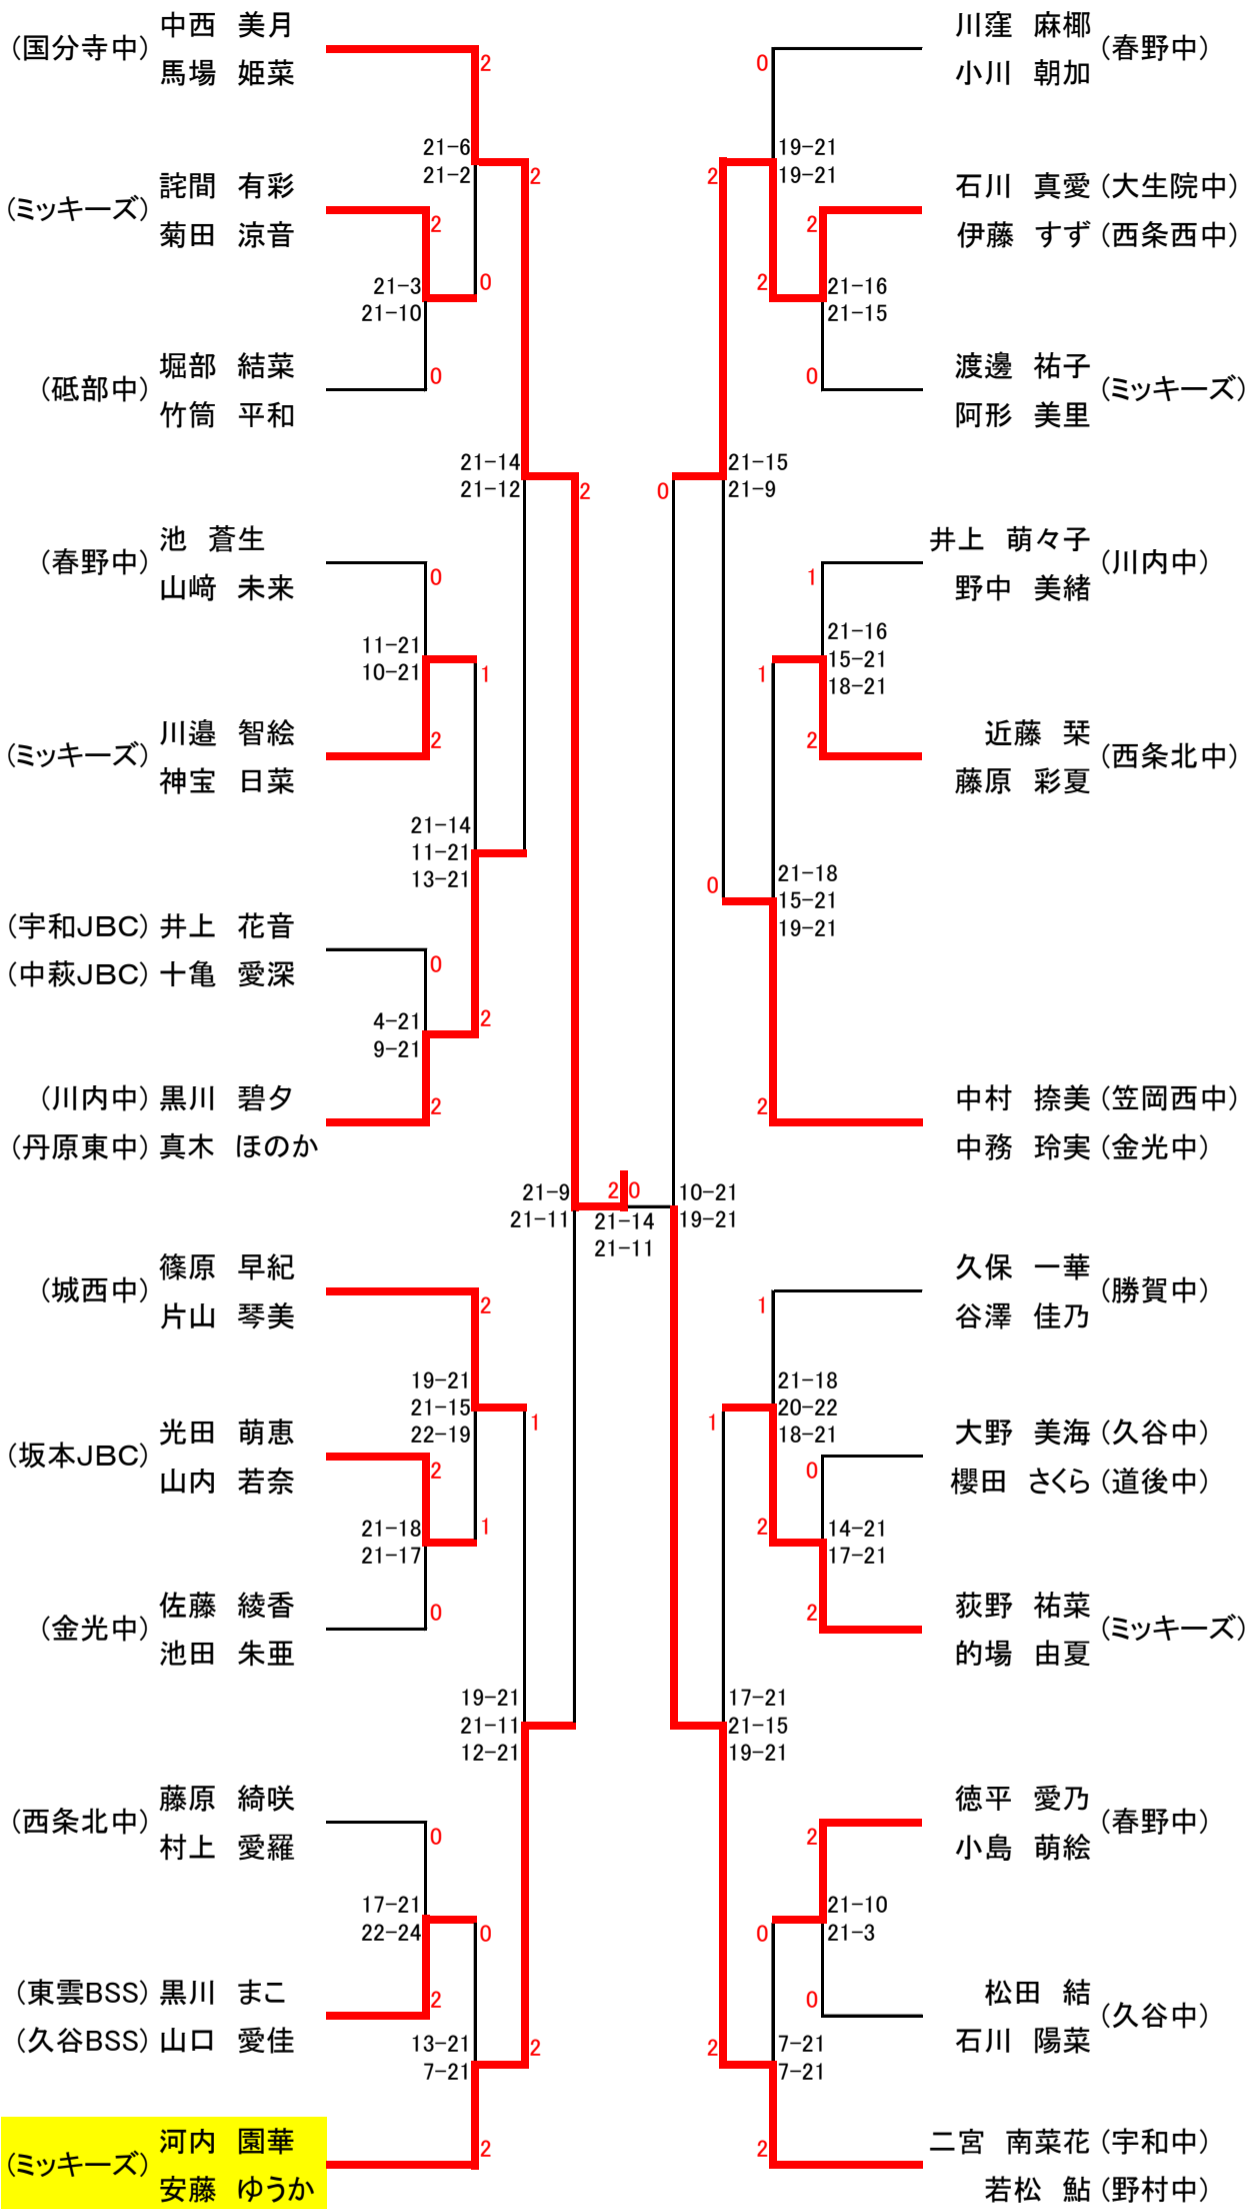 中西 美月
(国分寺中)
馬場 姫菜
2
21-6
21-2
2
詫間 有彩
(ミッキーズ)
菊田 涼音
2
21-3
21-10
0
堀部 結菜
(砥部中)
竹筒 平和
0
21-14
21-12
2
池 蒼生
(春野中)
山﨑 未来
0
11-21
10-21
1
川邉 智絵
(ミッキーズ)
神宝 日菜
2
21-14
11-21
13-21
(宇和JBC) 井上 花音
(中萩JBC) 十亀 愛深
0
4-21
9-21
2
(川内中) 黒川 碧夕
(丹原東中) 真木 ほのか
2
21-9
21-11
2 0
21-14
21-11
篠原 早紀
(城西中)
片山 琴美
2
19-21
21-15
22-19
1
光田 萌恵
(坂本JBC)
山内 若奈
2
21-18
21-17
1
佐藤 綾香
(金光中)
池田 朱亜
0
19-21
21-11
12-21
藤原 綺咲
(西条北中)
村上 愛羅
0
17-21
22-24
0
(東雲BSS) 黒川 まこ
(久谷BSS) 山口 愛佳
2
13-21
7-21
2
河内 園華
(ミッキーズ)
安藤 ゆうか
2
川窪 麻椰
(春野中)
小川 朝加
0
19-21
19-21
2
石川 真愛 (大生院中)
伊藤 すず (西条西中)
2
21-16
21-15
2
渡邊 祐子
(ミッキーズ)
阿形 美里
0
21-15
21-9
0
井上 萌々子
(川内中)
野中 美緒
1
21-16
15-21
18-21
1
近藤 栞
(西条北中)
藤原 彩夏
2
21-18
15-21
19-21
0
中村 捺美 (笠岡西中)
中務 玲実 (金光中)
2
10-21
19-21
久保 一華
(勝賀中)
谷澤 佳乃
1
21-18
20-22
18-21
1
大野 美海 (久谷中)
櫻田 さくら (道後中)
0
14-21
17-21
2
荻野 祐菜
(ミッキーズ)
的場 由夏
2
17-21
21-15
19-21
徳平 愛乃
(春野中)
小島 萌絵
2
21-10
21-3
0
松田 結
(久谷中)
石川 陽菜
0
7-21
7-21
2
二宮 南菜花 (宇和中)
若松 鮎 (野村中)
2